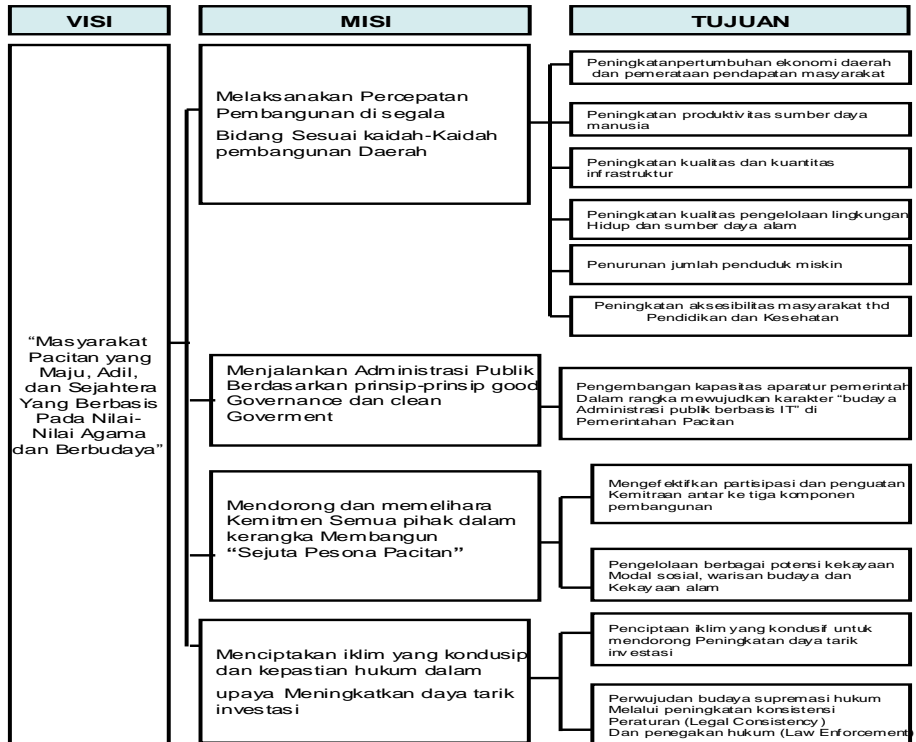 VISI
MISI
TUJUAN
“Masyarakat
Pacitan yang
Maju, Adil,
dan Sejahtera
Yang Berbasis
Pada Nilai-
Nilai Agama
dan Berbudaya”
Melaksanakan Percepatan
Pembangunan di segala
Bidang Sesuai kaidah-Kaidah
pembangunan Daerah
Peningkatanpertumbuhan ekonomi daerah
dan pemerataan pendapatan masyarakat
Peningkatan produktivitas sumber daya
manusia
Peningkatan kualitas dan kuantitas
infrastruktur
Peningkatan kualitas pengelolaan lingkungan
Hidup dan sumber daya alam
Penurunan jumlah penduduk miskin
Peningkatan aksesibilitas masyarakat thd
Pendidikan dan Kesehatan
Menjalankan Administrasi Publik
Berdasarkan prinsip-prinsip good
Governance dan clean
Goverment
Pengembangan kapasitas aparatur pemerintah
Dalam rangka mewujudkan karakter “budaya
Administrasi publik berbasis IT” di
Pemerintahan Pacitan
Mendorong dan memelihara
Kemitmen Semua pihak dalam
kerangka Membangun
“Sejuta Pesona Pacitan”
Mengefektifkan partisipasi dan penguatan
Kemitraan antar ke tiga komponen
pembangunan
Pengelolaan berbagai potensi kekayaan
Modal sosial, warisan budaya dan
Kekayaan alam
Menciptakan iklim yang kondusip
dan kepastian hukum dalam
upaya Meningkatkan daya tarik
investasi
Penciptaan iklim yang kondusif untuk
mendorong Peningkatan daya tarik
investasi
Perwujudan budaya supremasi hukum
Melalui peningkatan konsistensi
Peraturan (Legal Consistency)
Dan penegakan hukum (Law Enforcement)